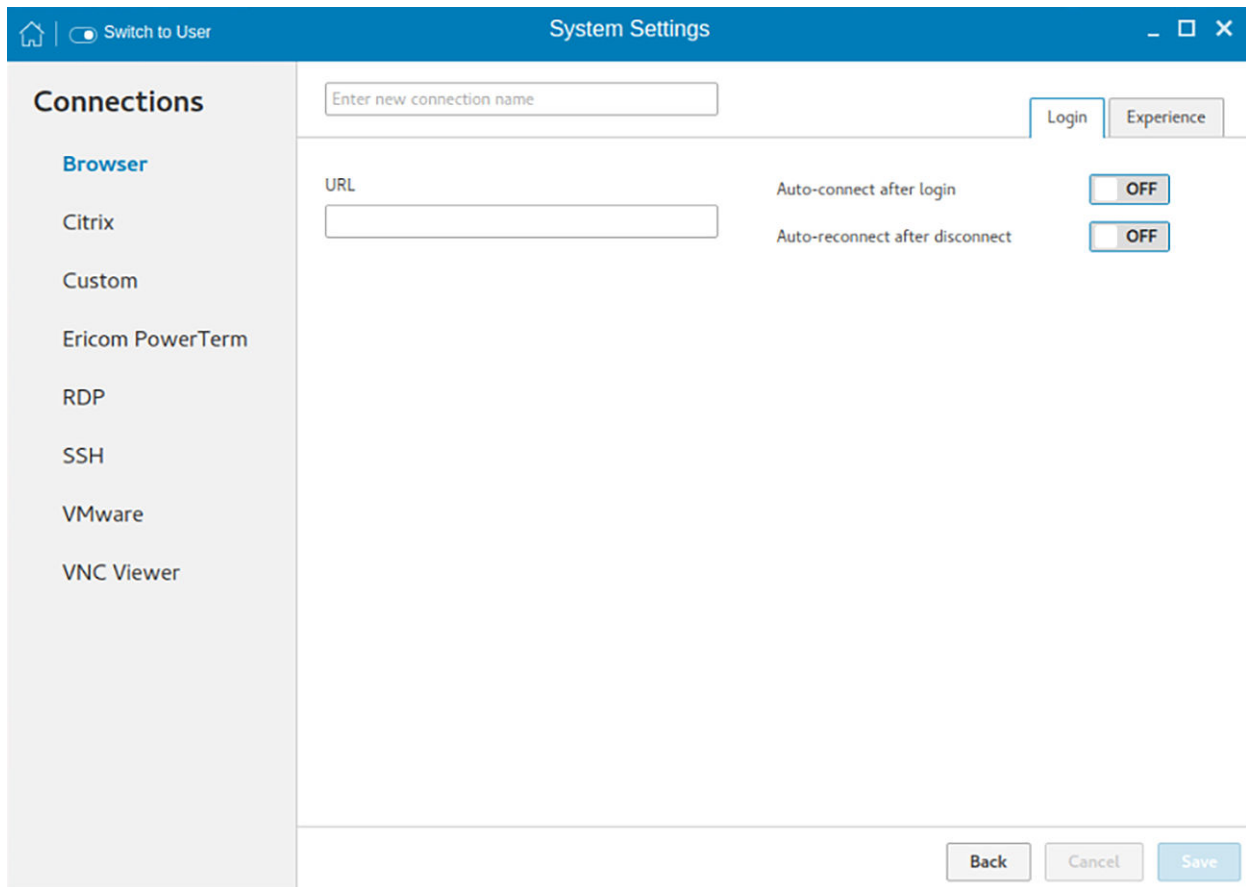 Switch to User
System Settings
Connections
Browser
Citrix
Custom
Ericom PowerTerm
RDP
SSH
VMware
VNC Viewer
Enter new connection name
Login
Experience
URL
Auto-connect after login
OFF
Auto-reconnect after disconnect
OFF
Back
Cancel
Save